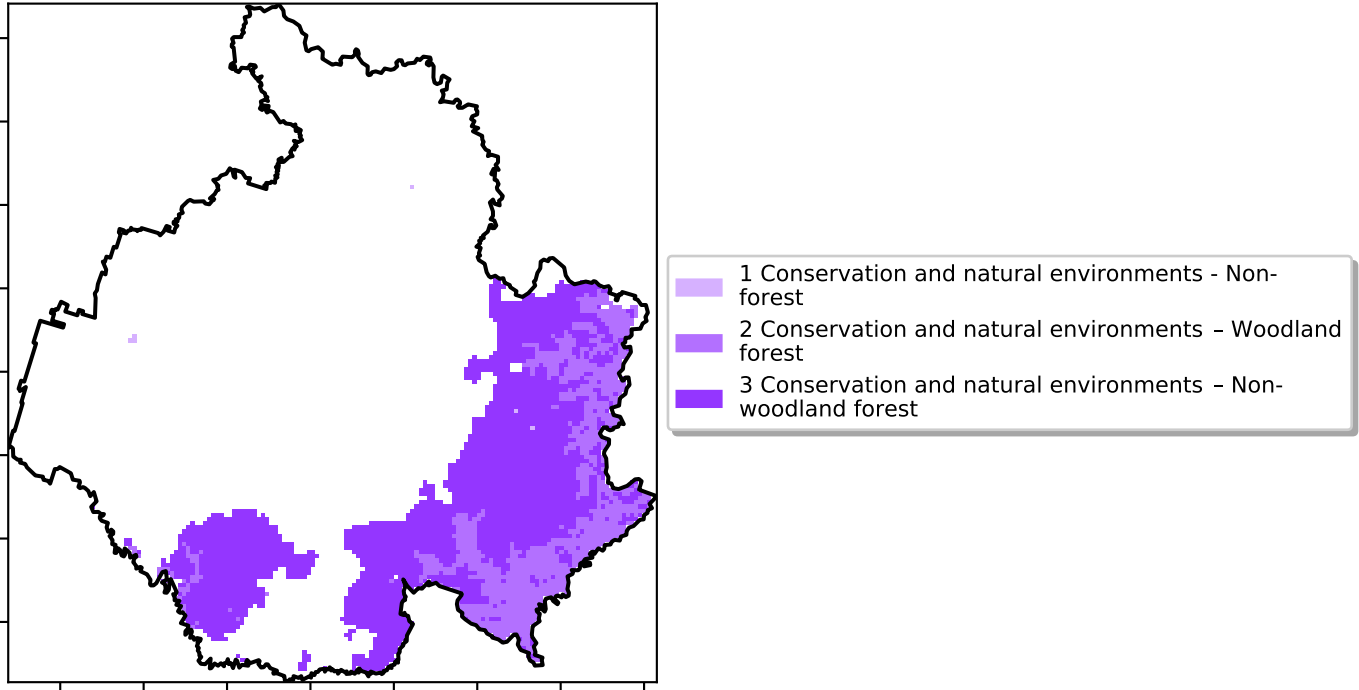 1 Conservation and natural environments - Non-
forest
2 Conservation and natural environments – Woodland
forest
3 Conservation and natural environments – Non-
woodland forest